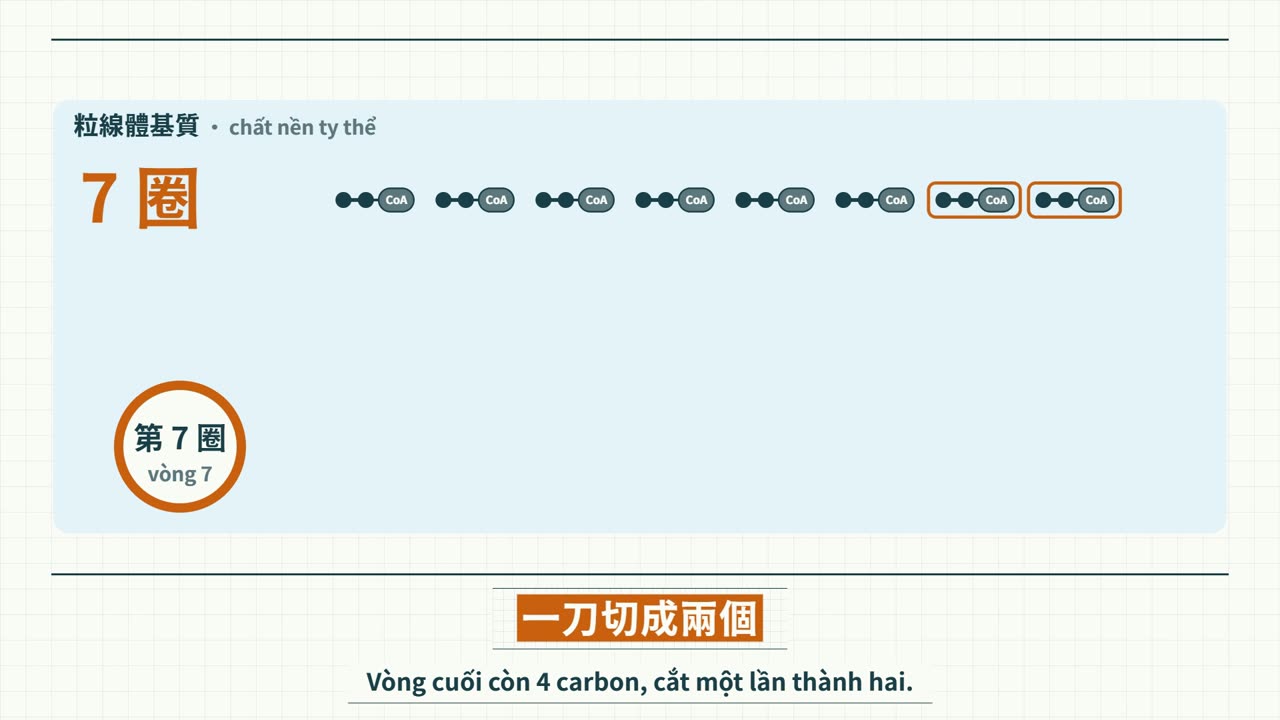 粒線體基質 · chất nền ty thể
7 圈
CoA CoA CoA CoA CoA CoA CoA CoA
第 7 圈
vòng 7
一刀切成兩個
Vòng cuối còn 4 carbon, cắt một lần thành hai.